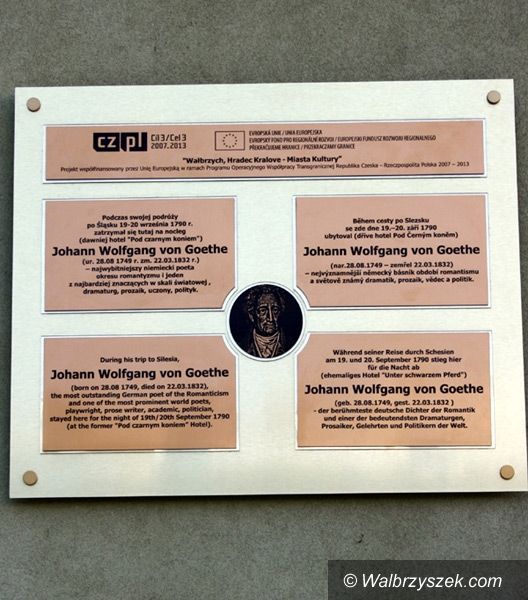 cz pl Cíl 3 / Cel 3
2007.2013
EVROPSKÁ UNIE / UNIA EUROPEJSKA
EVROPSKÝ FOND PRO REGIONÁLNÍ ROZVOJ / EUROPEJSKI FUNDUSZ ROZWOJU REGIONALNEGO
PŘEKRAČUJEME HRANICE / PRZEKRACZAMY GRANICE
"Wałbrzych, Hradec Kralove - Miasta Kultury"
Projekt współfinansowany przez Unię Europejską w ramach Programu Operacyjnego Współpracy Transgranicznej Republika Czeska – Rzeczpospolita Polska 2007 – 2013
Podczas swojej podróży
po Śląsku 19-20 września 1790 r.
zatrzymał się tutaj na nocleg
(dawniej hotel "Pod czarnym koniem")
Johann Wolfgang von Goethe
(ur. 28.08 1749 r. zm. 22.03.1832 r.)
– najwybitniejszy niemiecki poeta
okresu romantyzmu i jeden
z najbardziej znaczących w skali światowej ,
dramaturg, prozaik, uczony, polityk.
Během cesty po Slezsku
se zde dne 19.–20. září 1790
ubytoval (dříve hotel Pod Černým koněm)
Johann Wolfgang von Goethe
(nar.28.08.1749 – zemřel 22.03.1832)
– nejvýznamnější německý básník období romantismu
a světově známý dramatik, prozaik, vědec a politik.
During his trip to Silesia,
Johann Wolfgang von Goethe
(born on 28.08 1749, died on 22.03.1832),
the most outstanding German poet of the Romanticism
and one of the most prominent world poets,
playwright, prose writer, academic, politician,
stayed here for the night of 19th/20th September 1790
(at the former "Pod czarnym koniem" Hotel).
Während seiner Reise durch Schesien
am 19. und 20. September 1790 stieg hier
für die Nacht ab
(ehemaliges Hotel "Unter schwarzem Pferd")
Johann Wolfgang von Goethe
(geb. 28.08.1749, gest. 22.03.1832 )
- der berühmteste deutsche Dichter der Romantik
und einer der bedeutendsten Dramaturgen,
Prosaiker, Gelehrten und Politikern der Welt.
© Walbrzyszek.com